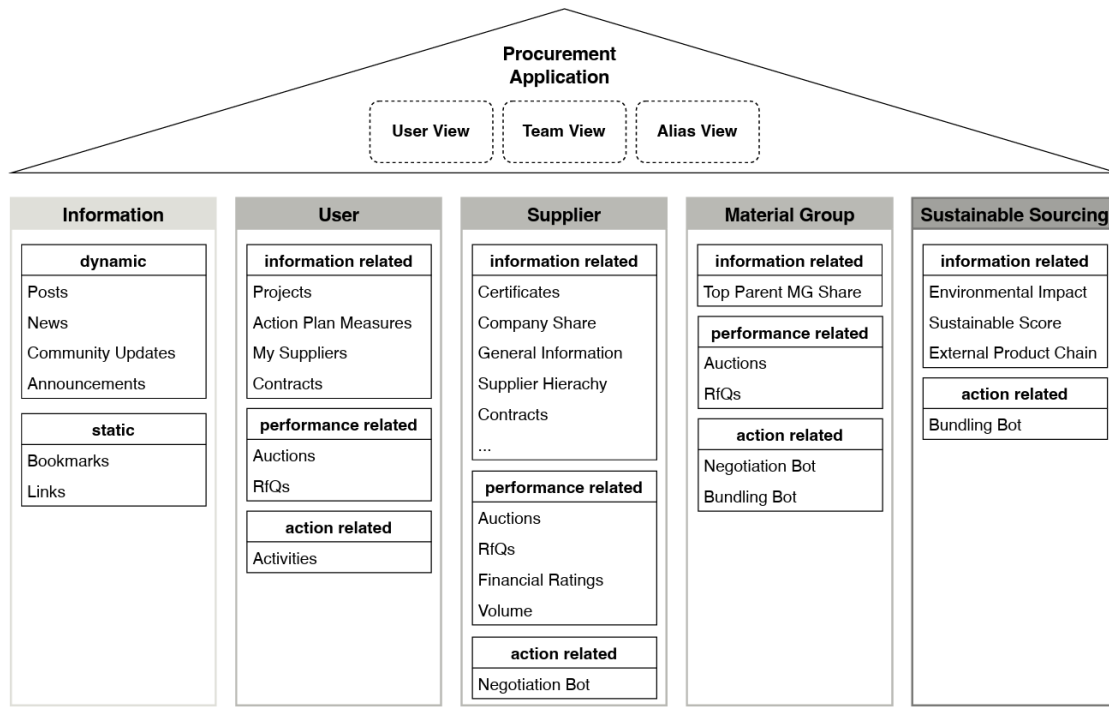 Procurement
Application
User View
Team View
Alias View
Information
dynamic
Posts
News
Community Updates
Announcements
static
Bookmarks
Links
User
information related
Projects
Action Plan Measures
My Suppliers
Contracts
performance related
Auctions
RfQs
action related
Activities
Supplier
information related
Certificates
Company Share
General Information
Supplier Hierachy
Contracts
...
performance related
Auctions
RfQs
Financial Ratings
Volume
action related
Negotiation Bot
Material Group
information related
Top Parent MG Share
performance related
Auctions
RfQs
action related
Negotiation Bot
Bundling Bot
Sustainable Sourcing
information related
Environmental Impact
Sustainable Score
External Product Chain
action related
Bundling Bot